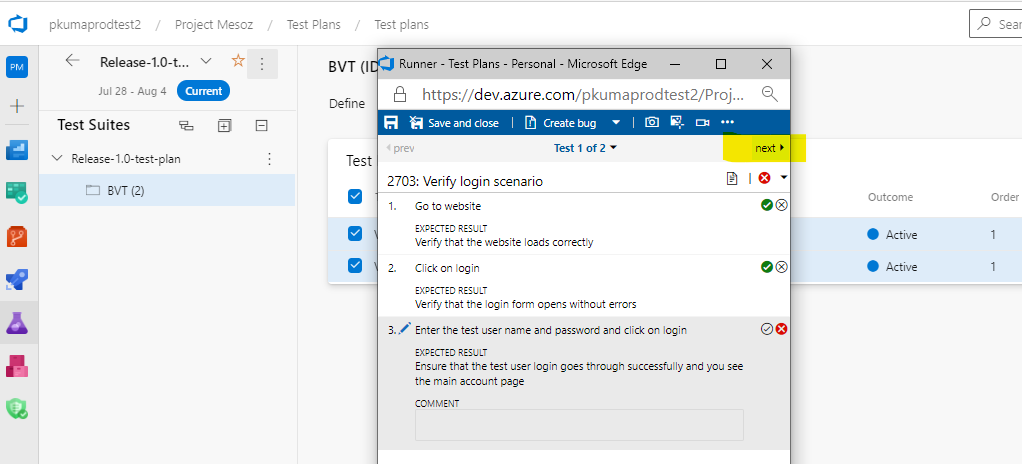 pkumaprodtest2 / Project Mesoz / Test Plans / Test plans
Sear
PM
Release-1.0-t...
Jul 28 - Aug 4 Current
Test Suites
Release-1.0-test-plan
BVT (2)
BVT (ID
Define
Test
Outcome Order
Active 1
Active 1
Runner - Test Plans - Personal - Microsoft Edge
https://dev.azure.com/pkumaprodtest2/Proj...
Save and close Create bug
prev Test 1 of 2 next
2703: Verify login scenario
1. Go to website
EXPECTED RESULT
Verify that the website loads correctly
2. Click on login
EXPECTED RESULT
Verify that the login form opens without errors
3. Enter the test user name and password and click on login
EXPECTED RESULT
Ensure that the test user login goes through successfully and you see
the main account page
COMMENT